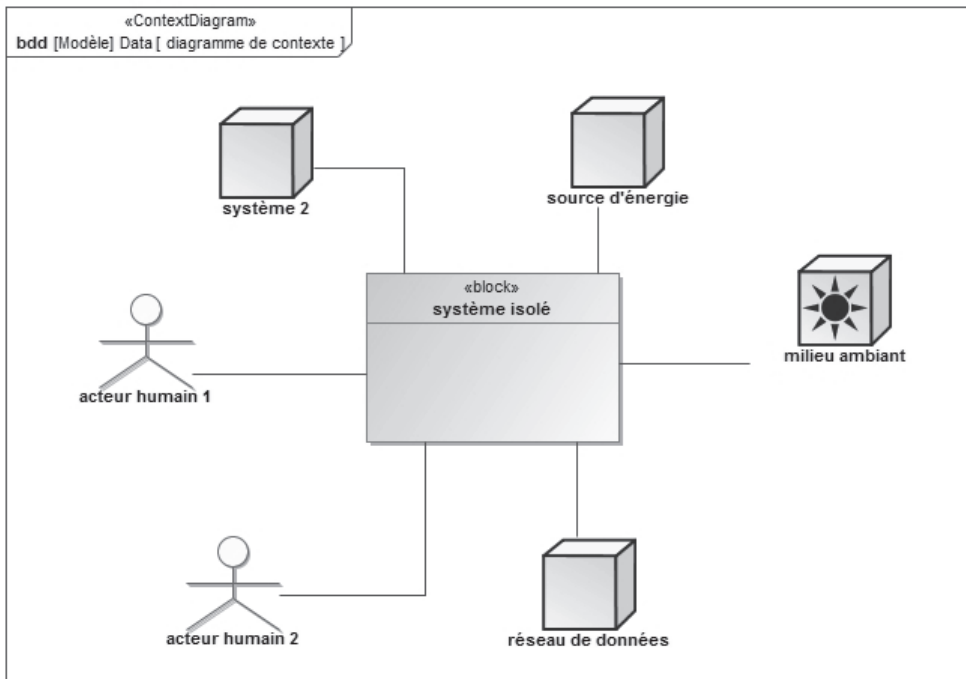 «ContextDiagram»
bdd [Modèle] Data [ diagramme de contexte ]
système 2
source d'énergie
«block»
système isolé
milieu ambiant
acteur humain 1
acteur humain 2
réseau de données